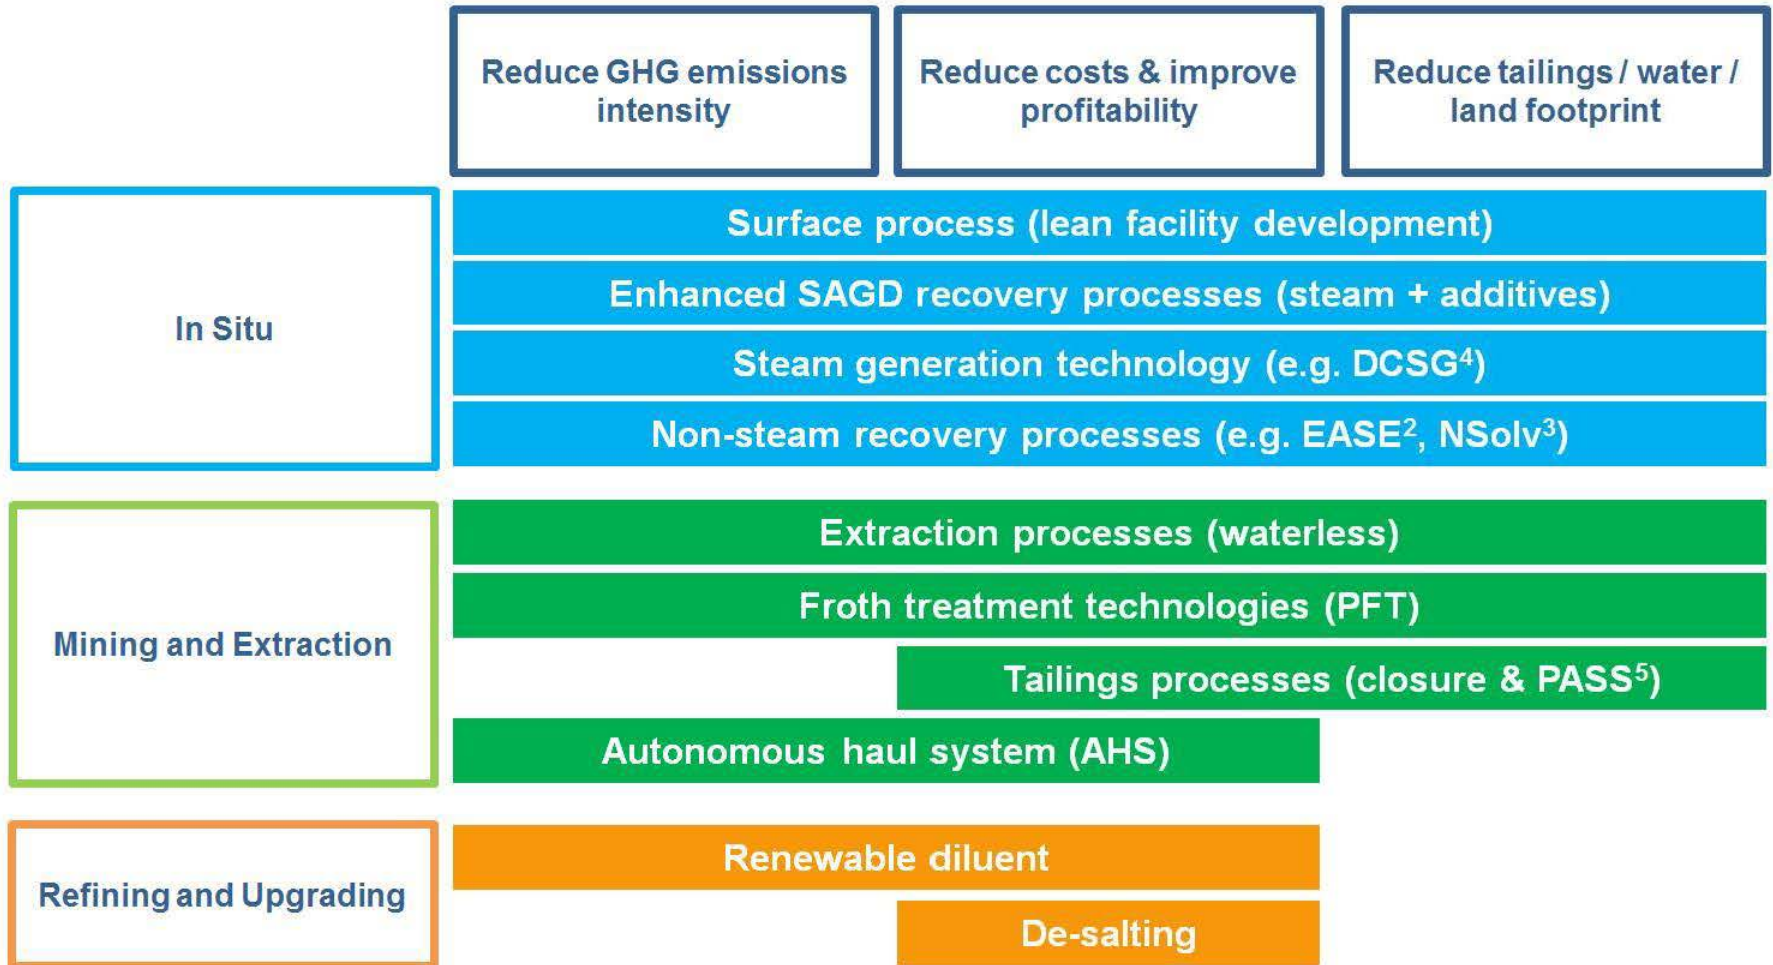 Reduce GHG emissions
intensity
Reduce costs & improve
profitability
Reduce tailings / water /
land footprint
In Situ
Surface process (lean facility development)
Enhanced SAGD recovery processes (steam + additives)
Steam generation technology (e.g. DCSG⁴)
Non-steam recovery processes (e.g. EASE², NSolv³)
Mining and Extraction
Extraction processes (waterless)
Froth treatment technologies (PFT)
Tailings processes (closure & PASS⁵)
Autonomous haul system (AHS)
Refining and Upgrading
Renewable diluent
De-salting